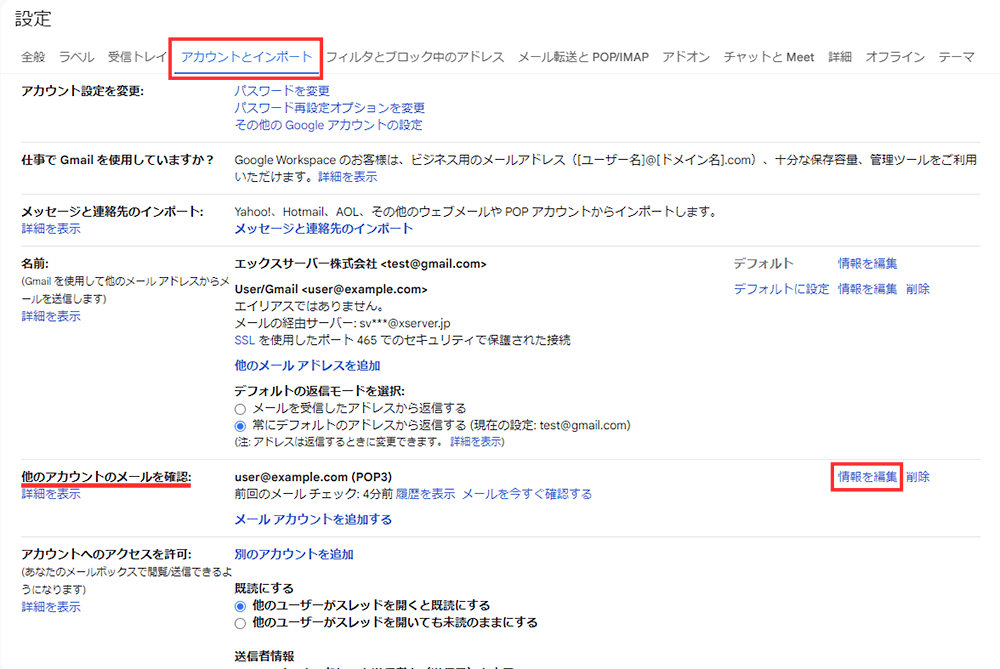 設定
全般 ラベル 受信トレイ アカウントとインポート フィルタとブロック中のアドレス メール転送と POP/IMAP アドオン チャットと Meet 詳細 オフライン テーマ
アカウント設定を変更: パスワードを変更
パスワード再設定オプションを変更
その他の Google アカウントの設定
仕事で Gmail を使用していますか? Google Workspace のお客様は、ビジネス用のメールアドレス（[ユーザー名]@[ドメイン名].com）、十分な保存容量、管理ツールをご利用
いただけます。詳細を表示
メッセージと連絡先のインポート: Yahoo!、Hotmail、AOL、その他のウェブメールや POP アカウントからインポートします。
詳細を表示 メッセージと連絡先のインポート
名前: エックスサーバー株式会社 <test@gmail.com> デフォルト 情報を編集
(Gmail を使用して他のメール アドレスからメ
ールを送信します)
詳細を表示
User/Gmail <user@example.com> デフォルトに設定 情報を編集 削除
エイリアスではありません。
メールの経由サーバー: sv***@xserver.jp
SSL を使用したポート 465 でのセキュリティで保護された接続
他のメール アドレスを追加
デフォルトの返信モードを選択:
メールを受信したアドレスから返信する
常にデフォルトのアドレスから返信する (現在の設定: test@gmail.com)
(注: アドレスは返信するときに変更できます。 詳細を表示)
他のアカウントのメールを確認: user@example.com (POP3) 情報を編集 削除
詳細を表示 前回のメール チェック: 4分前 履歴を表示 メールを今すぐ確認する
メール アカウントを追加する
アカウントへのアクセスを許可: 別のアカウントを追加
(あなたのメールボックスで閲覧/送信できるよ
うになります)
詳細を表示
既読にする
他のユーザーがスレッドを開くと既読にする
他のユーザーがスレッドを開いても未読のままにする
送信者情報